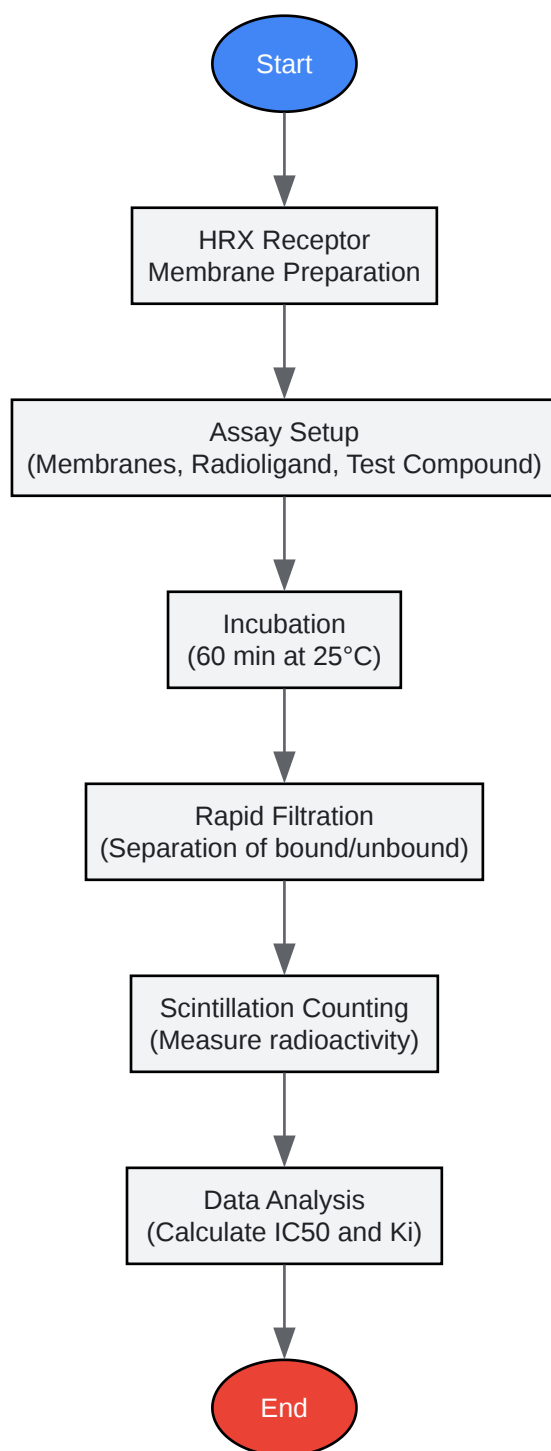 Start
HRX Receptor
Membrane Preparation
Assay Setup
(Membranes, Radioligand, Test Compound)
Incubation
(60 min at 25°C)
Rapid Filtration
(Separation of bound/unbound)
Scintillation Counting
(Measure radioactivity)
Data Analysis
(Calculate IC50 and Ki)
End